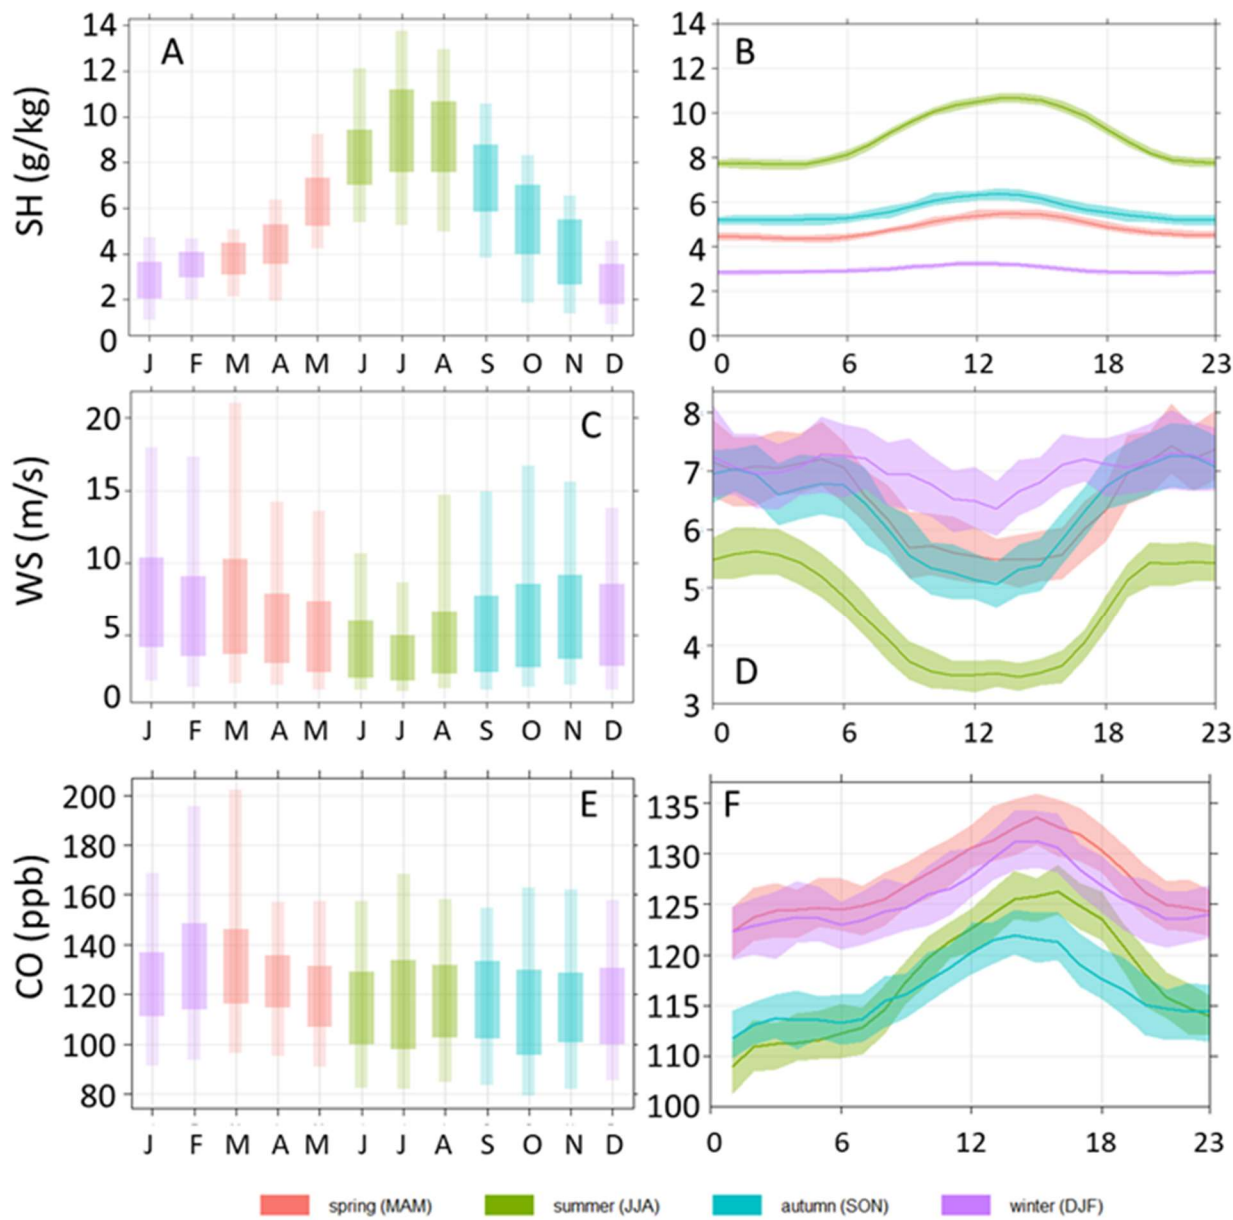 A
SH (g/kg)
14
12
10
8
6
4
2
0
J F M A M J J A S O N D
B
14
12
10
8
6
4
2
0
0 6 12 18 23
C
WS (m/s)
20
15
10
5
0
J F M A M J J A S O N D
D
8
7
6
5
4
3
0 6 12 18 23
E
CO (ppb)
200
180
160
140
120
100
80
J F M A M J J A S O N D
F
135
130
125
120
115
110
100
0 6 12 18 23
spring (MAM) summer (JJA) autumn (SON) winter (DJF)